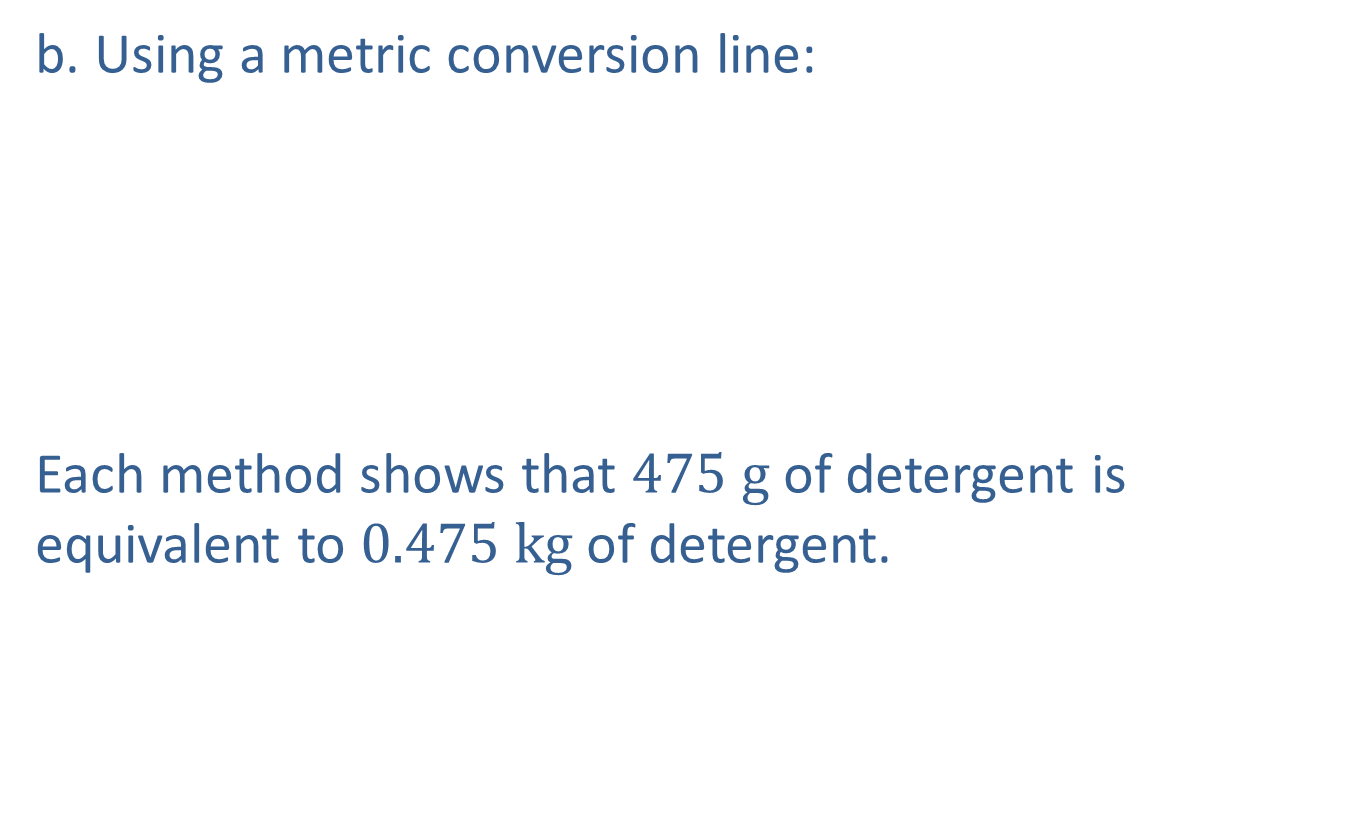 b. Using a metric conversion line:
Each method shows that 475 g of detergent is
equivalent to 0.475 kg of detergent.